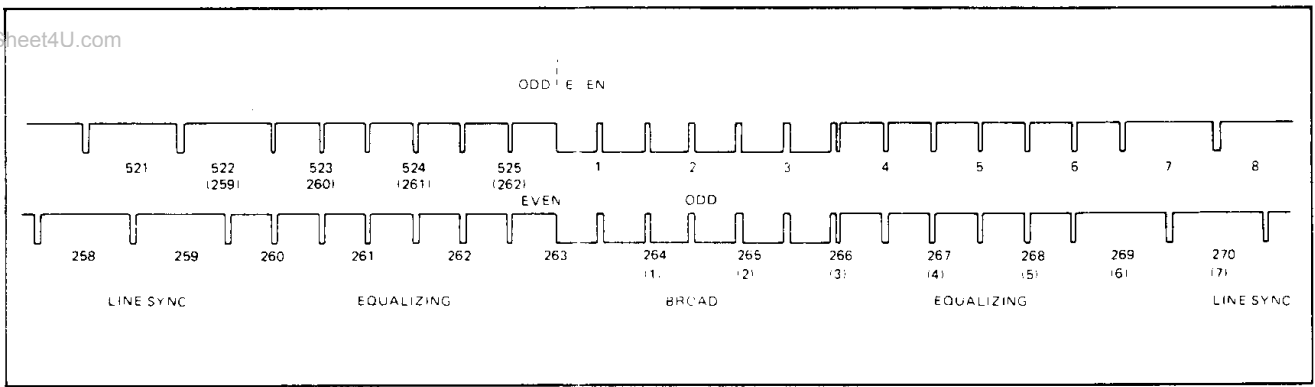 heet4U.com
ODD EVEN
521 522 523 524 525 1 2 3 4 5 6 7 8
(259) 260) (261) (262)
EVEN ODD
258 259 260 261 262 263 264 265 266 267 268 269 270
(1) (2) (3) (4) (5) (6) (7)
LINE SYNC EQUALIZING BROAD EQUALIZING LINE SYNC